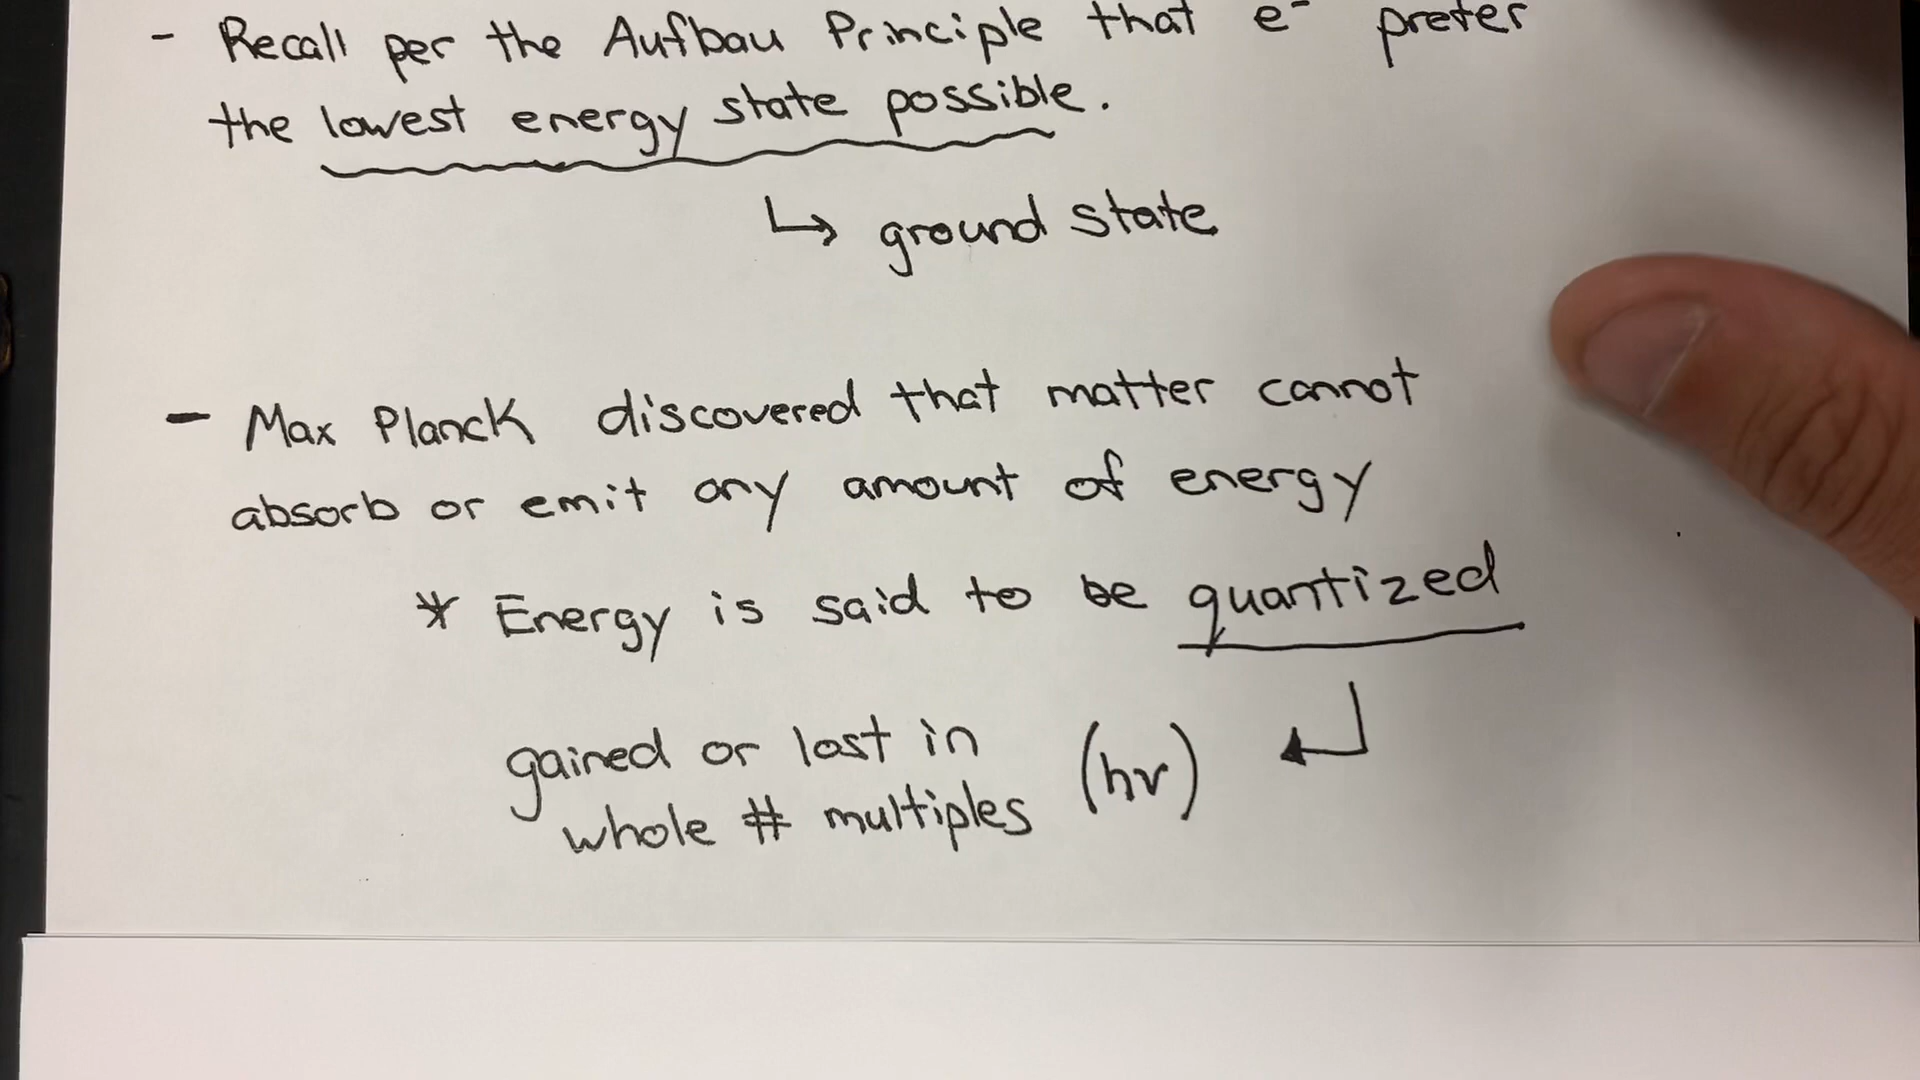 - Recall per the Aufbau Principle that e⁻ prefer
the lowest energy state possible.
↳ ground state
- Max Planck discovered that matter cannot
absorb or emit any amount of energy
* Energy is said to be quantized
gained or lost in (hν) ↲
whole # multiples